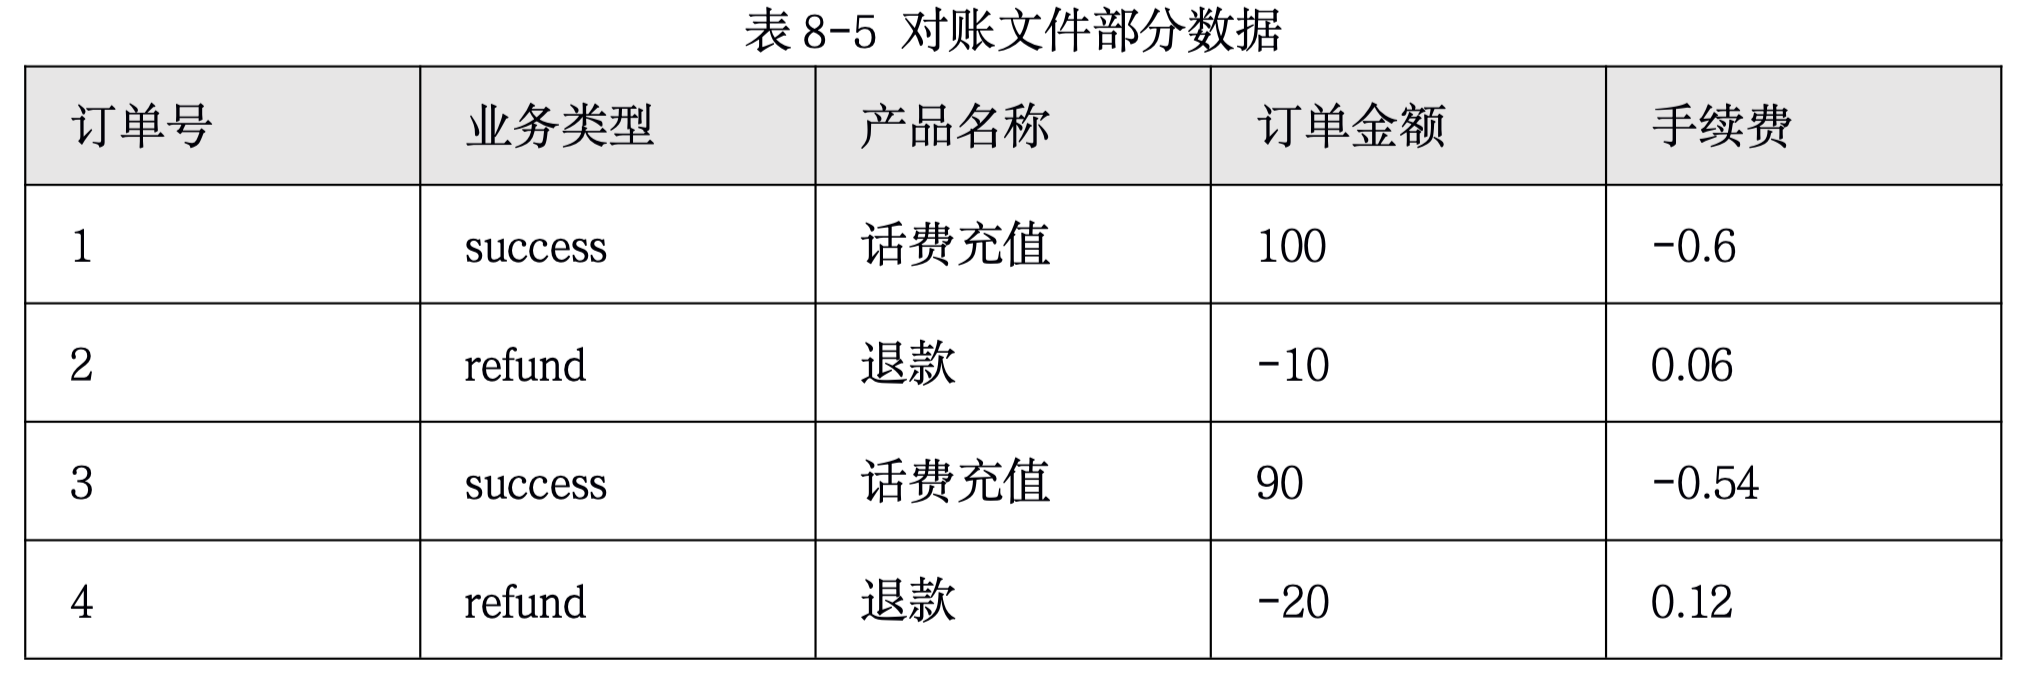 表 8-5 对账文件部分数据
订单号 业务类型 产品名称 订单金额 手续费
1 success 话费充值 100 -0.6
2 refund 退款 -10 0.06
3 success 话费充值 90 -0.54
4 refund 退款 -20 0.12